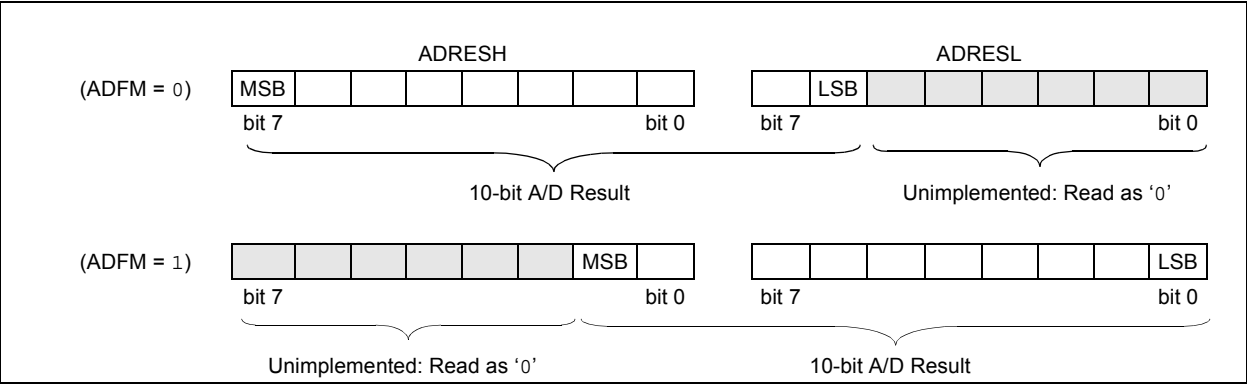 ADRESH ADRESL
(ADFM = 0) MSB LSB
bit 7 bit 0 bit 7 bit 0
10-bit A/D Result Unimplemented: Read as ‘0’
(ADFM = 1) MSB LSB
bit 7 bit 0 bit 7 bit 0
Unimplemented: Read as ‘0’ 10-bit A/D Result